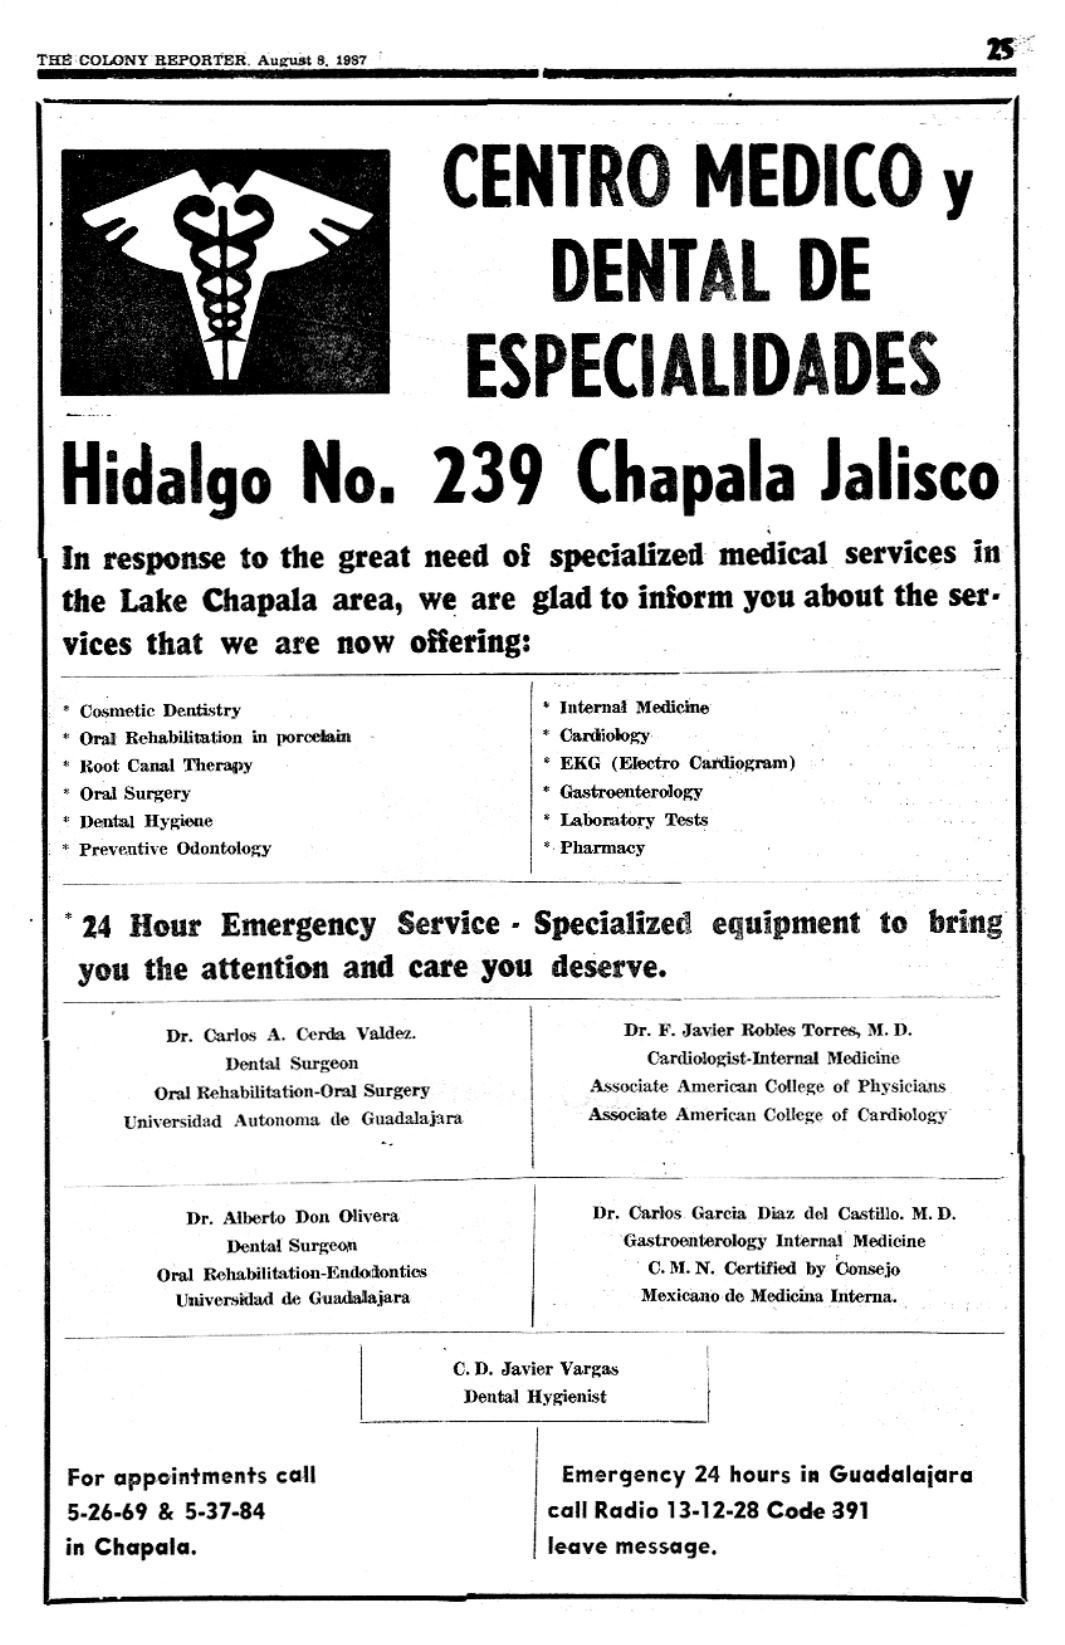 THE COLONY REPORTER. August 8, 1987
25
CENTRO MEDICO y
DENTAL DE
ESPECIALIDADES
Hidalgo No. 239 Chapala Jalisco
In response to the great need of specialized medical services in
the Lake Chapala area, we are glad to inform you about the ser-
vices that we are now offering:
* Cosmetic Dentistry
* Oral Rehabilitation in porcelain
* Root Canal Therapy
* Oral Surgery
* Dental Hygiene
* Preventive Odontology
* Internal Medicine
* Cardiology
* EKG (Electro Cardiogram)
* Gastroenterology
* Laboratory Tests
* Pharmacy
* 24 Hour Emergency Service - Specialized equipment to bring
you the attention and care you deserve.
Dr. Carlos A. Cerda Valdez.
Dental Surgeon
Oral Rehabilitation-Oral Surgery
Universidad Autonoma de Guadalajara
Dr. F. Javier Robles Torres, M. D.
Cardiologist-Internal Medicine
Associate American College of Physicians
Associate American College of Cardiology
Dr. Alberto Don Olivera
Dental Surgeon
Oral Rehabilitation-Endodontics
Universidad de Guadalajara
Dr. Carlos Garcia Diaz del Castillo. M. D.
Gastroenterology Internal Medicine
C. M. N. Certified by Consejo
Mexicano de Medicina Interna.
C. D. Javier Vargas
Dental Hygienist
For appointments call
5-26-69 & 5-37-84
in Chapala.
Emergency 24 hours in Guadalajara
call Radio 13-12-28 Code 391
leave message.